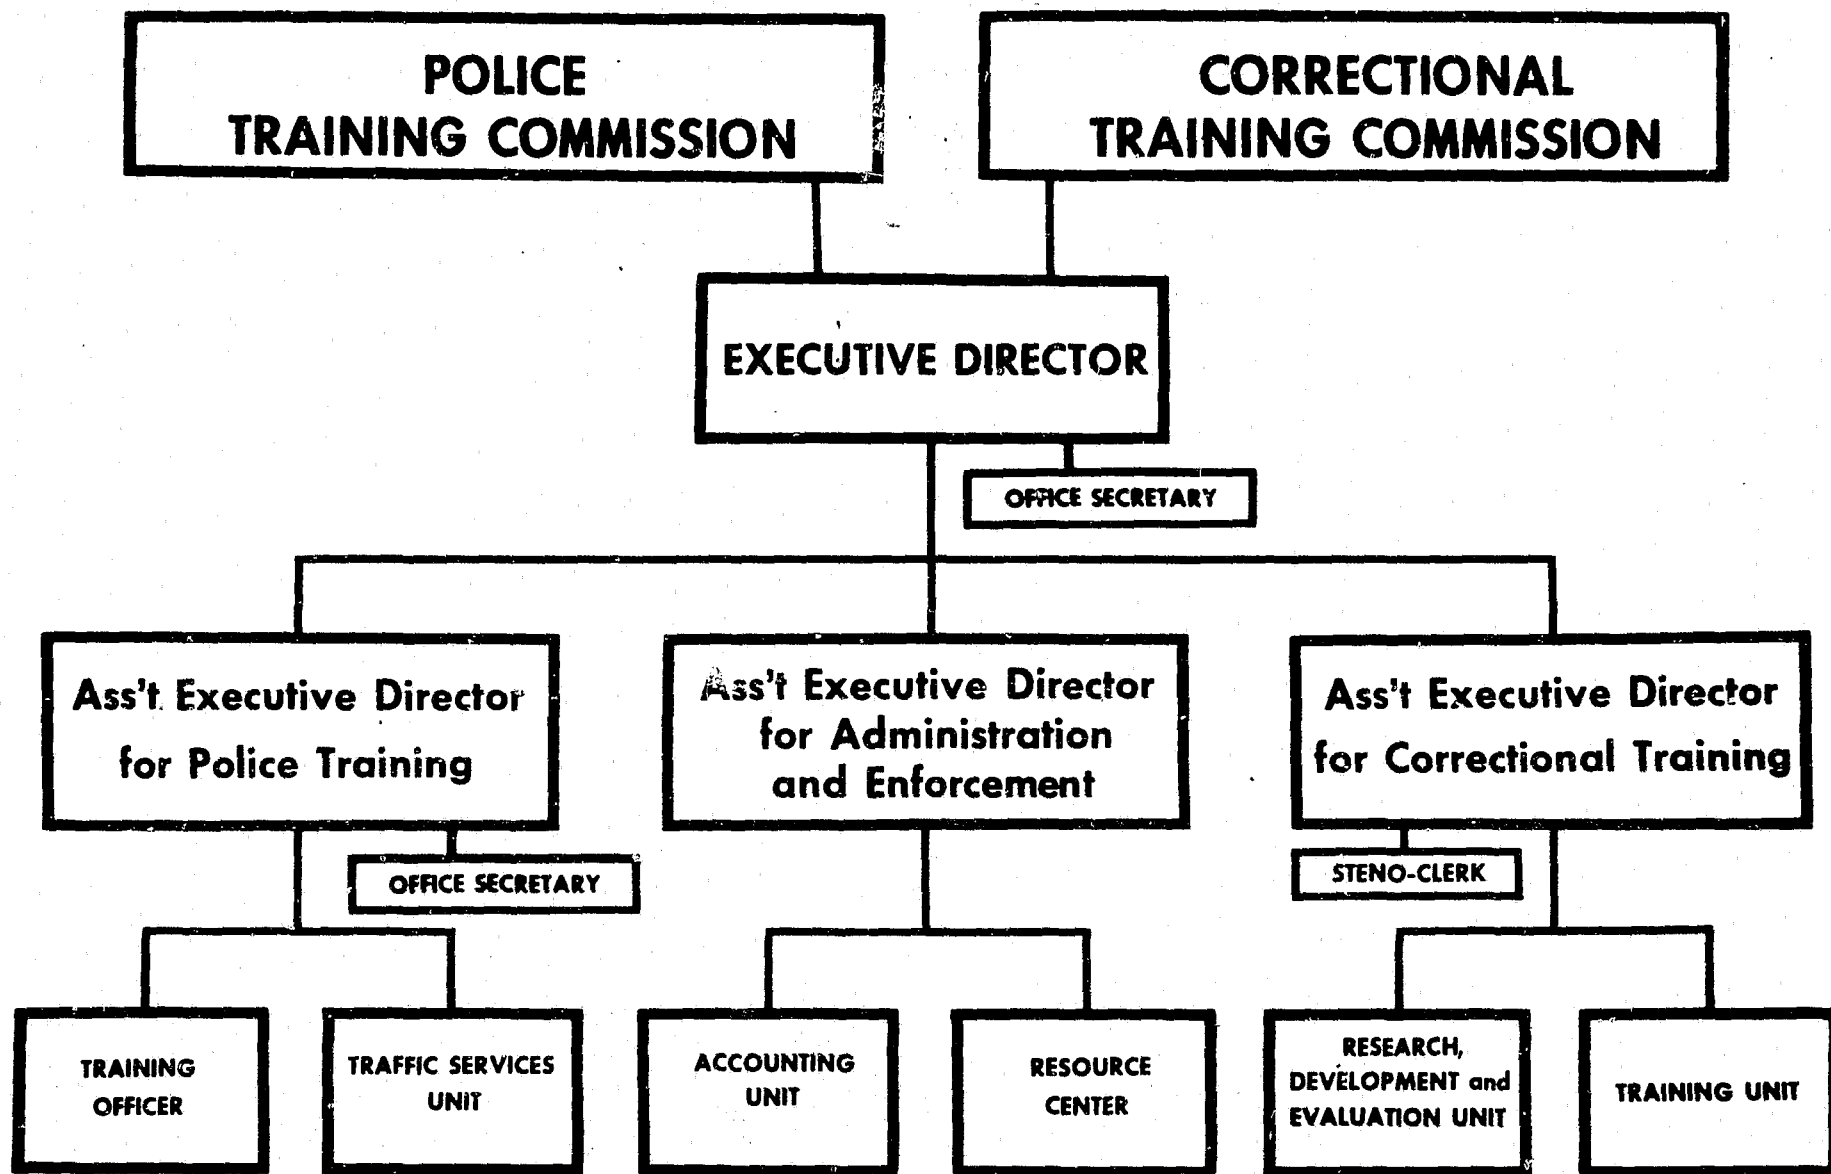 POLICE
TRAINING COMMISSION
CORRECTIONAL
TRAINING COMMISSION
EXECUTIVE DIRECTOR
OFFICE SECRETARY
Ass't Executive Director
for Police Training
Ass't Executive Director
for Administration
and Enforcement
Ass't Executive Director
for Correctional Training
OFFICE SECRETARY
STENO-CLERK
TRAINING
OFFICER
TRAFFIC SERVICES
UNIT
ACCOUNTING
UNIT
RESOURCE
CENTER
RESEARCH,
DEVELOPMENT and
EVALUATION UNIT
TRAINING UNIT